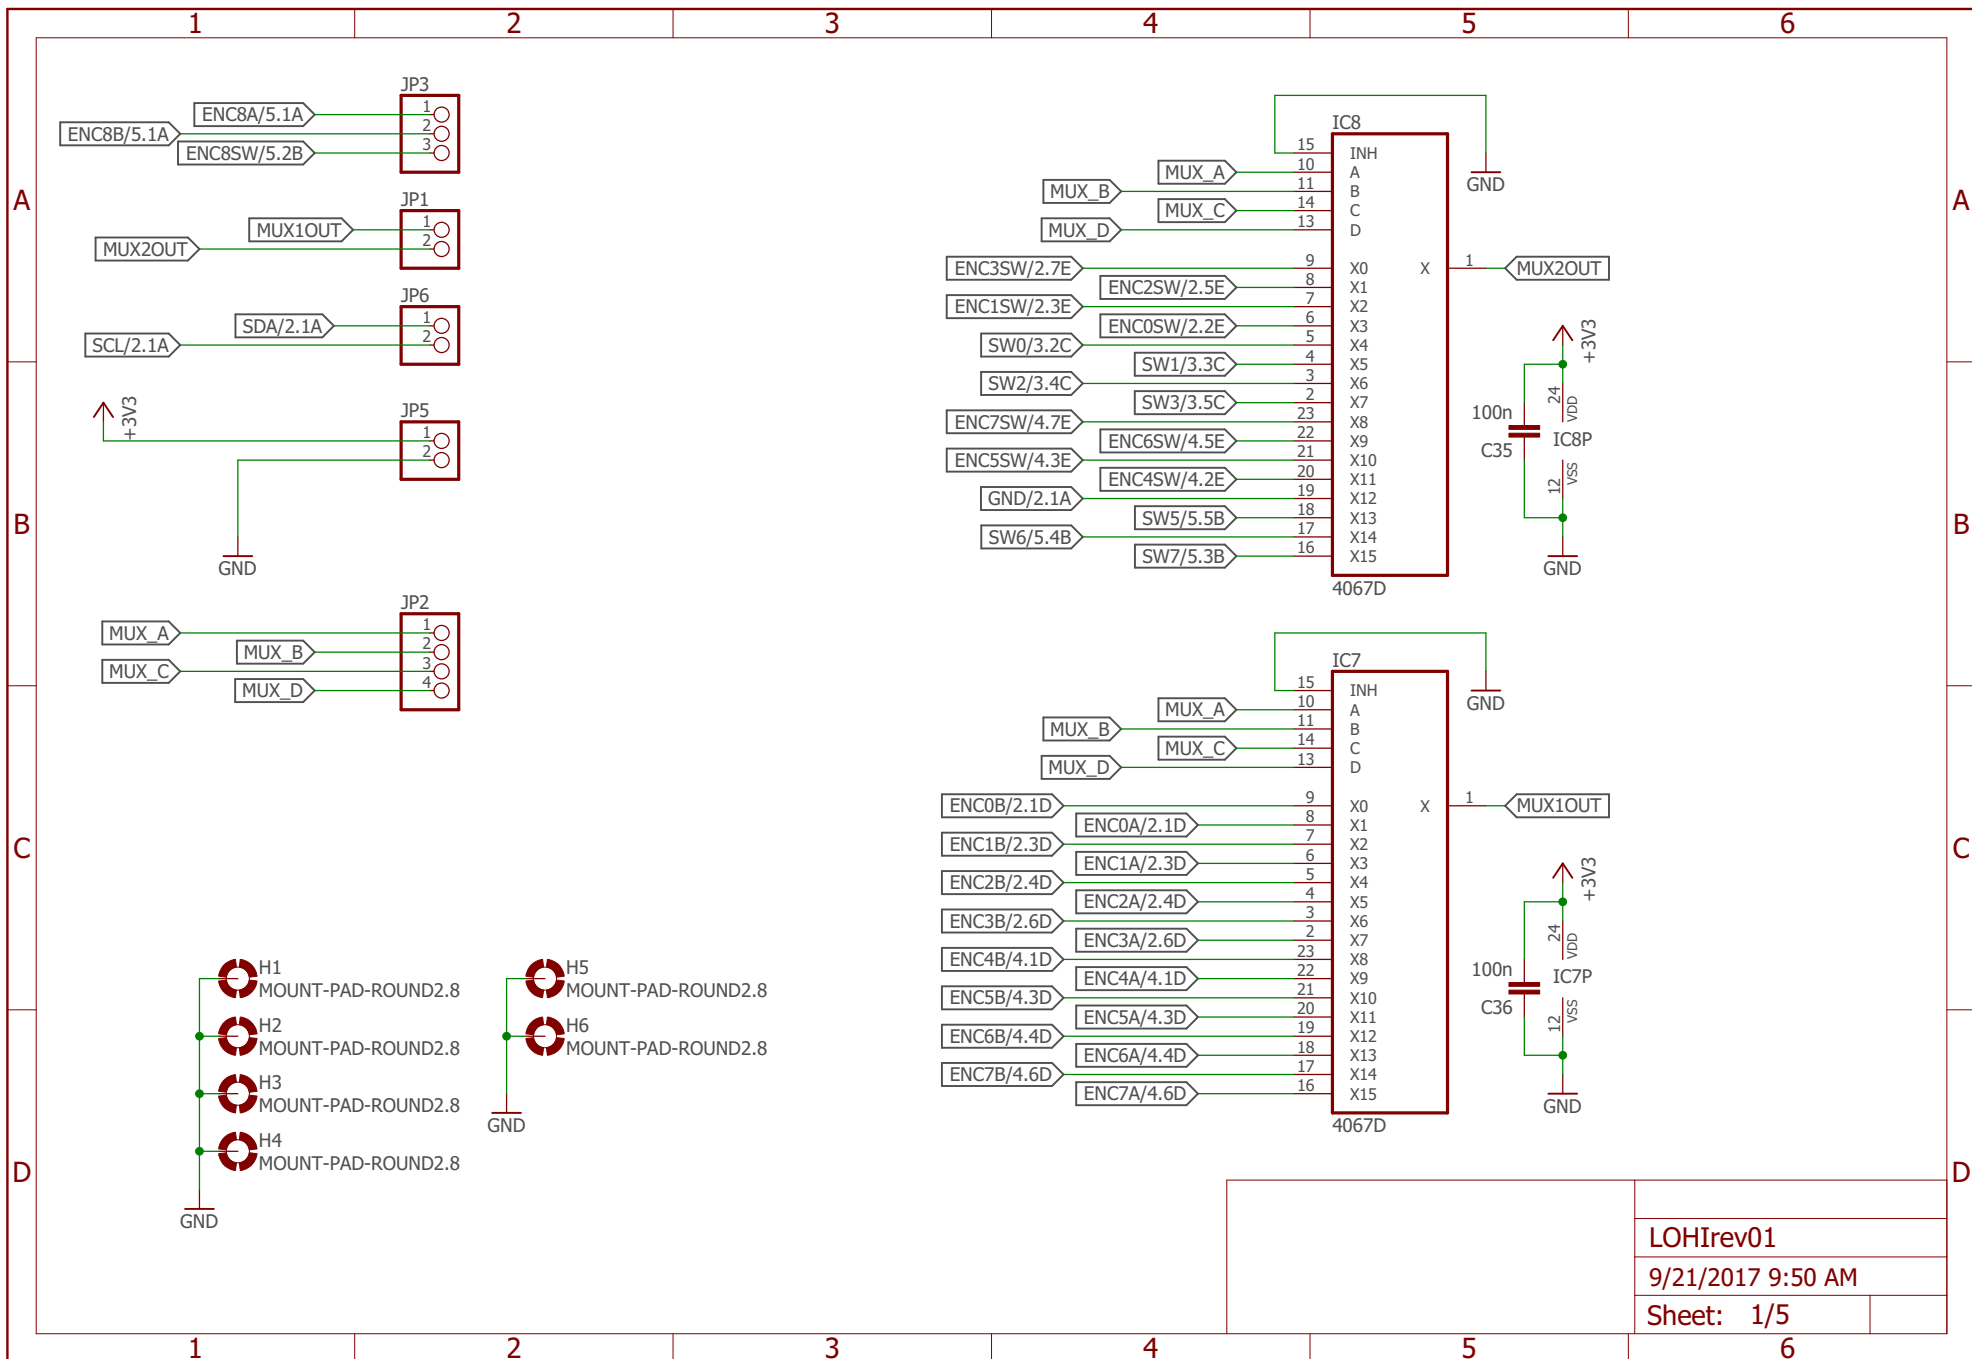 1 2 3 4 5 6
A
B
C
D
A
B
C
D
JP3
ENC8A/5.1A 1
ENC8B/5.1A 2
ENC8SW/5.2B 3
JP1
MUX1OUT 1
MUX2OUT 2
JP6
SDA/2.1A 1
SCL/2.1A 2
+3V3
JP5
1
2
GND
JP2
MUX_A 1
MUX_B 2
MUX_C 3
MUX_D 4
H1
MOUNT-PAD-ROUND2.8
H2
MOUNT-PAD-ROUND2.8
H3
MOUNT-PAD-ROUND2.8
H4
MOUNT-PAD-ROUND2.8
GND
H5
MOUNT-PAD-ROUND2.8
H6
MOUNT-PAD-ROUND2.8
GND
IC8
15 INH
MUX_A 10 A
MUX_B 11 B
MUX_C 14 C
MUX_D 13 D
GND
ENC3SW/2.7E 9 X0 X 1 MUX2OUT
ENC2SW/2.5E 8 X1
ENC1SW/2.3E 7 X2
ENC0SW/2.2E 6 X3
SW0/3.2C 5 X4
SW1/3.3C 4 X5
SW2/3.4C 3 X6
SW3/3.5C 2 X7
ENC7SW/4.7E 23 X8
ENC6SW/4.5E 22 X9
ENC5SW/4.3E 21 X10
ENC4SW/4.2E 20 X11
GND/2.1A 19 X12
SW5/5.5B 18 X13
SW6/5.4B 17 X14
SW7/5.3B 16 X15
4067D
+3V3
24 VDD
100n
IC8P
C35
12 VSS
GND
IC7
15 INH
MUX_A 10 A
MUX_B 11 B
MUX_C 14 C
MUX_D 13 D
GND
ENC0B/2.1D 9 X0 X 1 MUX1OUT
ENC0A/2.1D 8 X1
ENC1B/2.3D 7 X2
ENC1A/2.3D 6 X3
ENC2B/2.4D 5 X4
ENC2A/2.4D 4 X5
ENC3B/2.6D 3 X6
ENC3A/2.6D 2 X7
ENC4B/4.1D 23 X8
ENC4A/4.1D 22 X9
ENC5B/4.3D 21 X10
ENC5A/4.3D 20 X11
ENC6B/4.4D 19 X12
ENC6A/4.4D 18 X13
ENC7B/4.6D 17 X14
ENC7A/4.6D 16 X15
4067D
+3V3
24 VDD
100n
IC7P
C36
12 VSS
GND
LOHIrev01
9/21/2017 9:50 AM
Sheet: 1/5
1 2 3 4 5 6